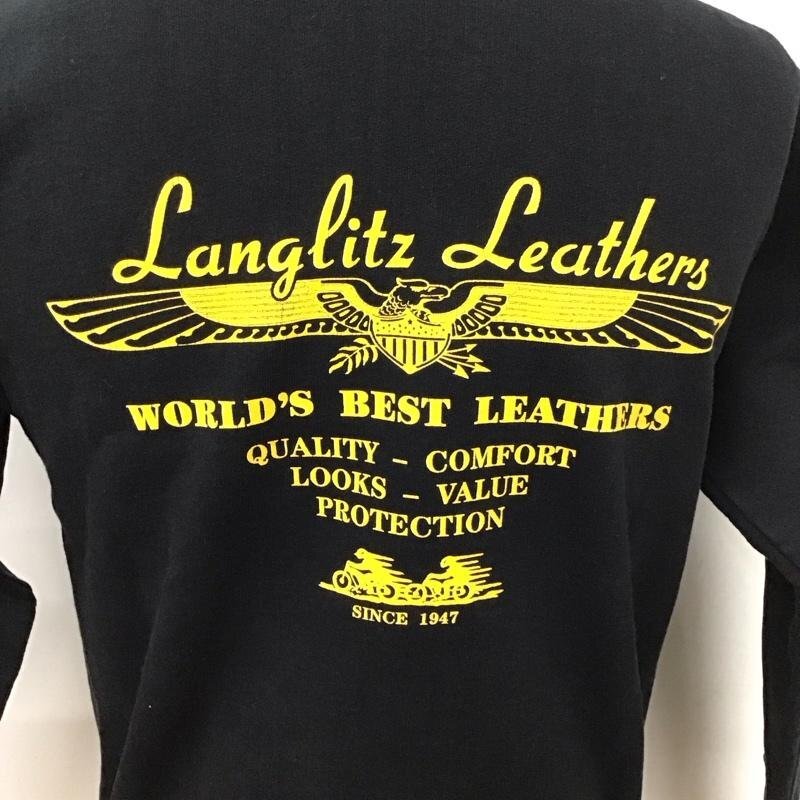 Langlitz Leathers
WORLD'S BEST LEATHERS
QUALITY – COMFORT
LOOKS – VALUE
PROTECTION
SINCE 1947